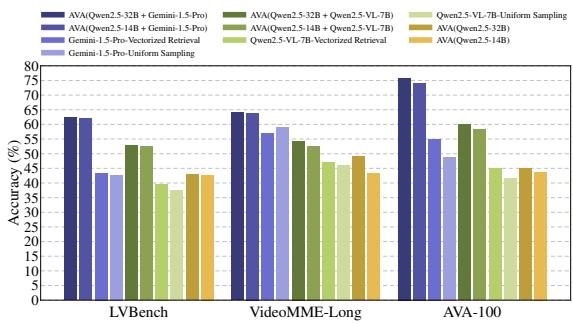 AVA(Qwen2.5-32B + Gemini-1.5-Pro) AVA(Qwen2.5-32B + Qwen2.5-VL-7B) Qwen2.5-VL-7B-Uniform Sampling
AVA(Qwen2.5-14B + Gemini-1.5-Pro) AVA(Qwen2.5-14B + Qwen2.5-VL-7B) AVA(Qwen2.5-32B)
Gemini-1.5-Pro-Vectorized Retrieval Qwen2.5-VL-7B-Vectorized Retrieval AVA(Qwen2.5-14B)
Gemini-1.5-Pro-Uniform Sampling
Accuracy (%)
80
75
70
65
60
55
50
45
40
35
30
25
20
15
10
5
0
LVBench VideoMME-Long AVA-100